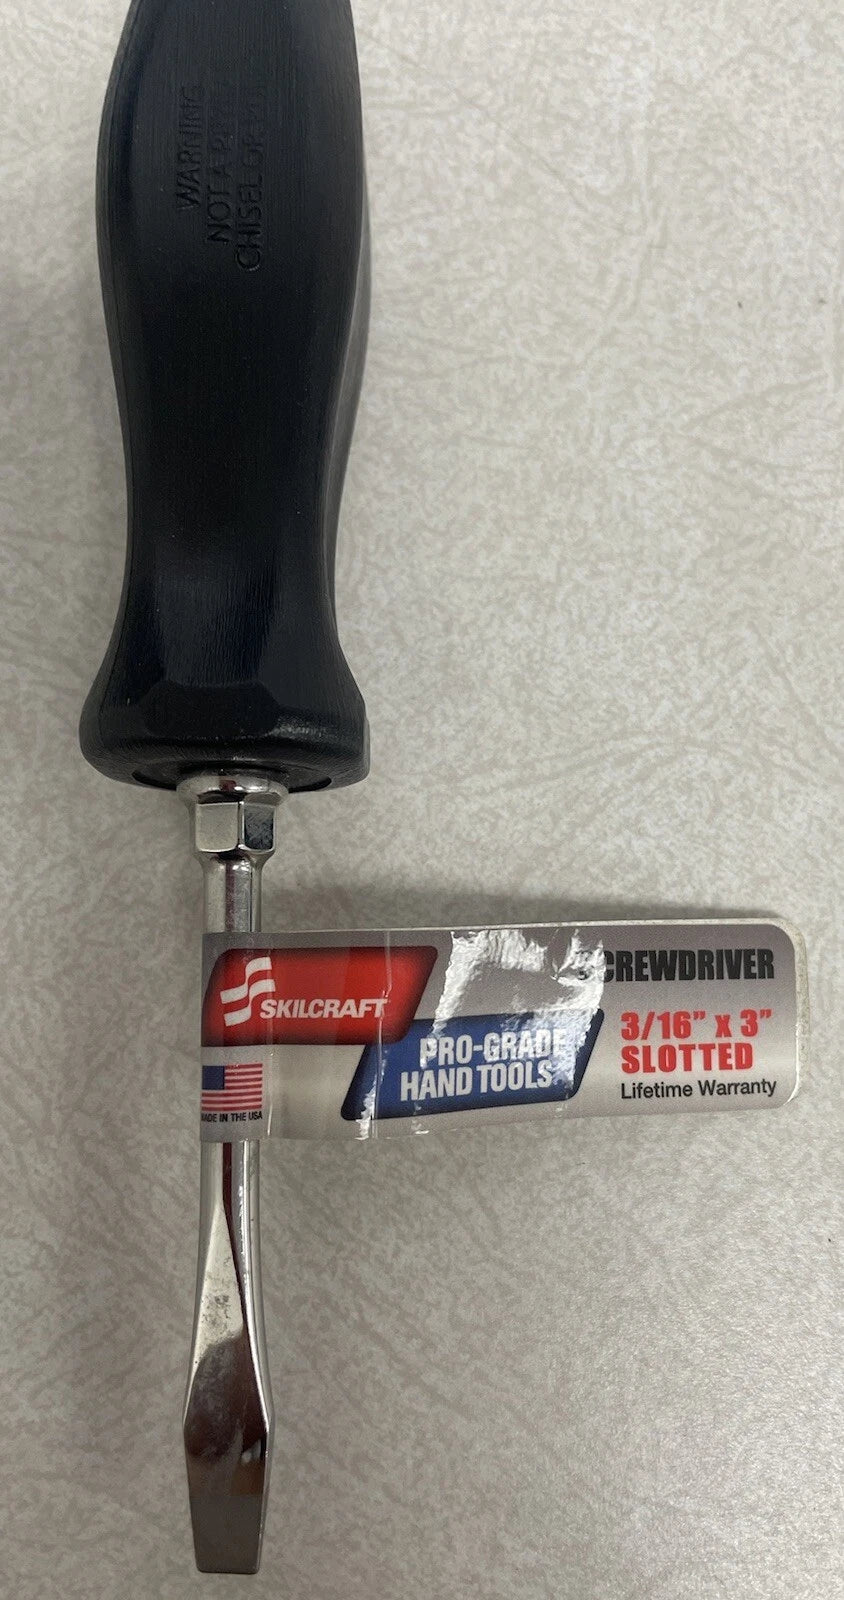 WARNING
NOT A
CHISEL OR
SKILCRAFT
MADE IN THE USA
PRO-GRADE
HAND TOOLS
SCREWDRIVER
3/16" x 3"
SLOTTED
Lifetime Warranty